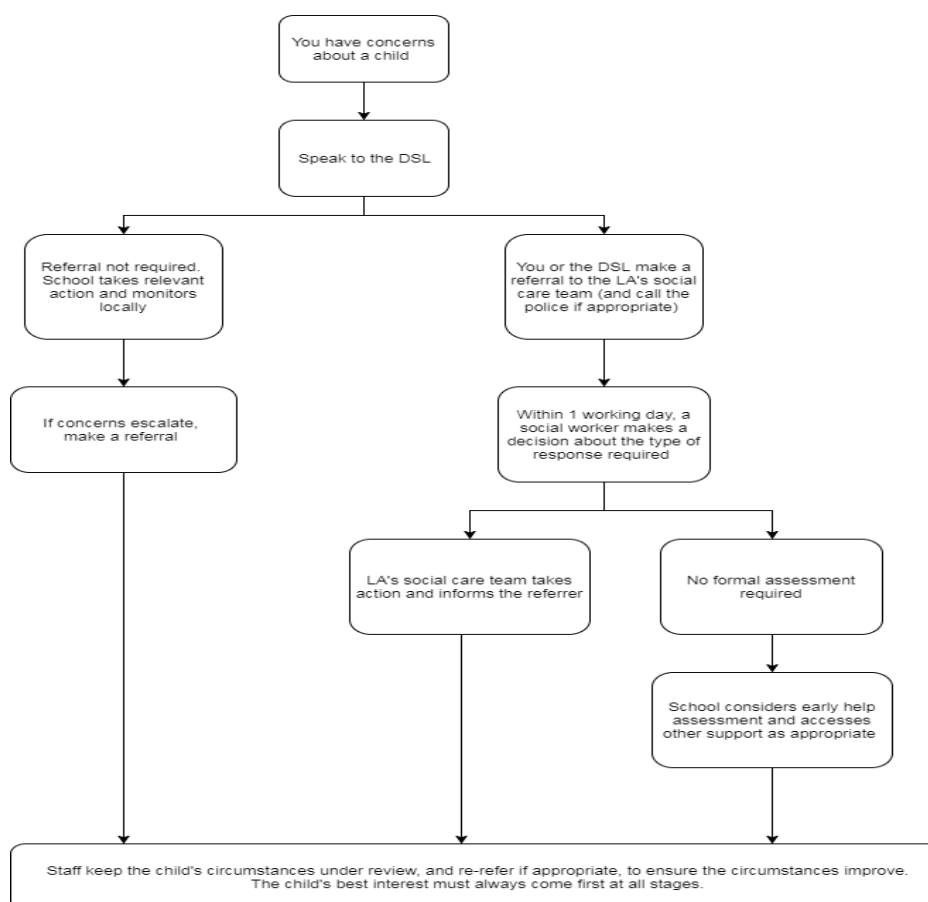 You have concerns
about a child
Speak to the DSL
Referral not required.
School takes relevant
action and monitors
locally
You or the DSL make a
referral to the LA's social
care team (and call the
police if appropriate)
If concerns escalate,
make a referral
Within 1 working day, a
social worker makes a
decision about the type of
response required
LA's social care team takes
action and informs the referrer
No formal assessment
required
School considers early help
assessment and accesses
other support as appropriate
Staff keep the child's circumstances under review, and re-refer if appropriate, to ensure the circumstances improve.
The child's best interest must always come first at all stages.